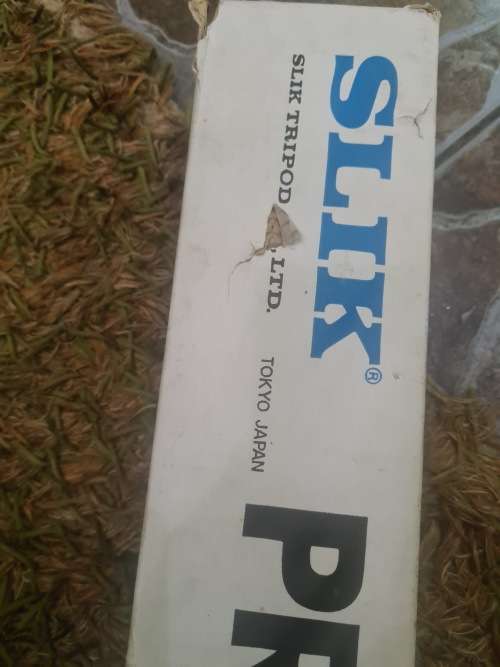 SLIK®
SLIK TRIPOD , LTD.
TOKYO JAPAN
PR